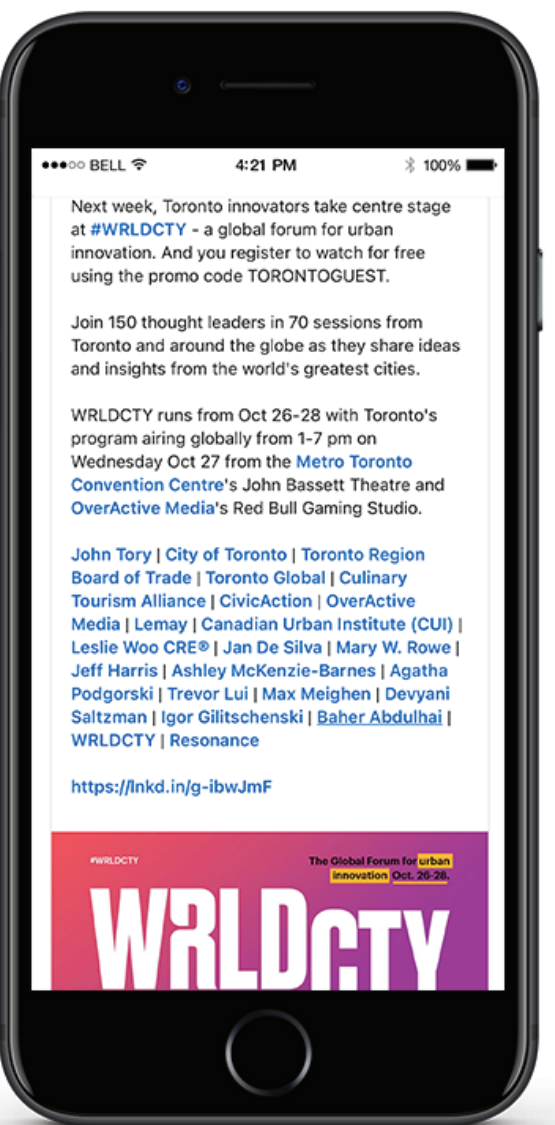 BELL 4:21 PM 100%
Next week, Toronto innovators take centre stage
at #WRLDCTY - a global forum for urban
innovation. And you register to watch for free
using the promo code TORONTOGUEST.
Join 150 thought leaders in 70 sessions from
Toronto and around the globe as they share ideas
and insights from the world's greatest cities.
WRLDCTY runs from Oct 26-28 with Toronto's
program airing globally from 1-7 pm on
Wednesday Oct 27 from the Metro Toronto
Convention Centre's John Bassett Theatre and
OverActive Media's Red Bull Gaming Studio.
John Tory | City of Toronto | Toronto Region
Board of Trade | Toronto Global | Culinary
Tourism Alliance | CivicAction | OverActive
Media | Lemay | Canadian Urban Institute (CUI) |
Leslie Woo CRE® | Jan De Silva | Mary W. Rowe |
Jeff Harris | Ashley McKenzie-Barnes | Agatha
Podgorski | Trevor Lui | Max Meighen | Devyani
Saltzman | Igor Gilitschenski | Baher Abdulhai |
WRLDCTY | Resonance
https://lnkd.in/g-ibwJmF
#WRLDCTY
The Global Forum for urban
innovation Oct. 26-28.
WRLDCTY